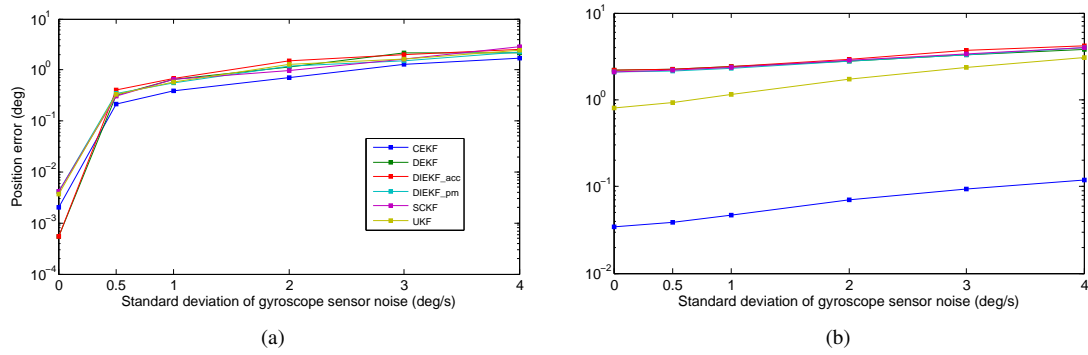 Position error (deg)
10^1
10^0
10^−1
10^−2
10^−3
10^−4
0 0.5 1 2 3 4
Standard deviation of gyroscope sensor noise (deg/s)
CEKF
DEKF
DIEKF_acc
DIEKF_pm
SCKF
UKF
(a)
10^1
10^0
10^−1
10^−2
0 0.5 1 2 3 4
Standard deviation of gyroscope sensor noise (deg/s)
(b)